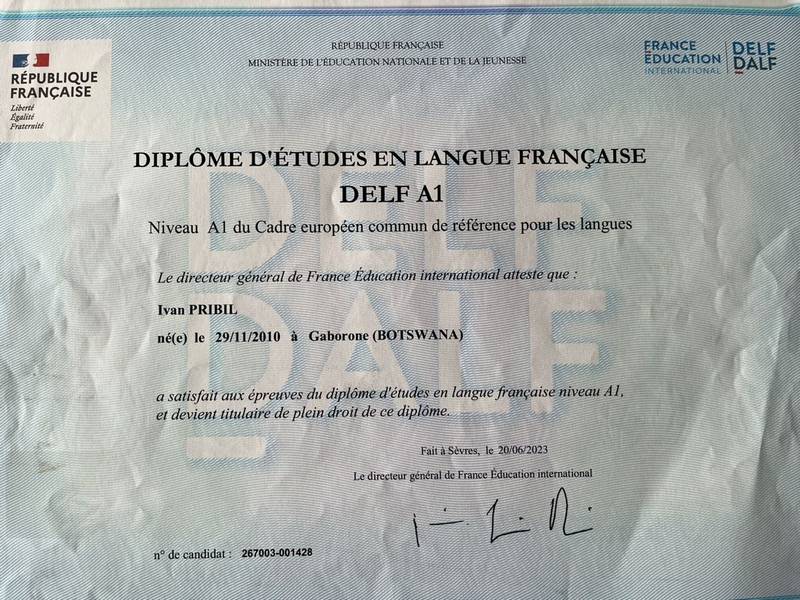 RÉPUBLIQUE
FRANÇAISE
Liberté
Égalité
Fraternité
RÉPUBLIQUE FRANÇAISE
MINISTÈRE DE L'ÉDUCATION NATIONALE ET DE LA JEUNESSE
FRANCE
ÉDUCATION
INTERNATIONAL
DELF
DALF
DIPLÔME D'ÉTUDES EN LANGUE FRANÇAISE
DELF A1
Niveau A1 du Cadre européen commun de référence pour les langues
Le directeur général de France Éducation international atteste que :
Ivan PRIBIL
né(e) le 29/11/2010 à Gaborone (BOTSWANA)
DELF
DALF
a satisfait aux épreuves du diplôme d'études en langue française niveau A1,
et devient titulaire de plein droit de ce diplôme.
Fait à Sèvres, le 20/06/2023
Le directeur général de France Éducation international
n° de candidat : 267003-001428